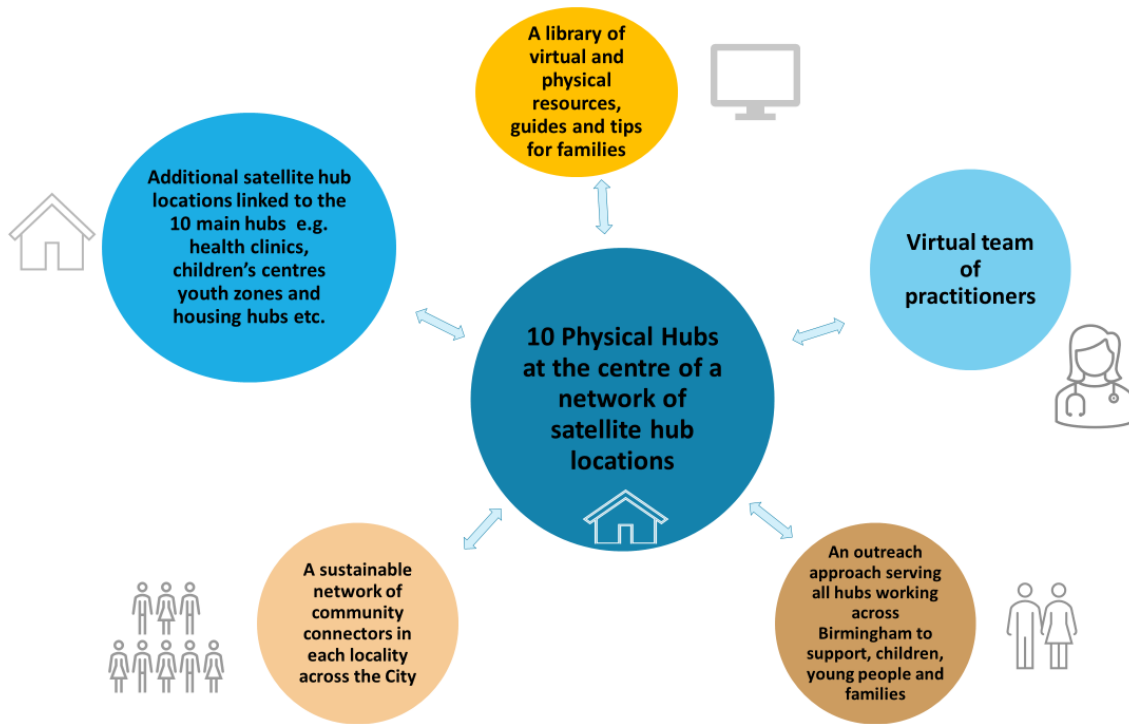 A library of
virtual and
physical
resources,
guides and tips
for families
Additional satellite hub
locations linked to the
10 main hubs  e.g.
health clinics,
children’s centres
youth zones and
housing hubs etc.
Virtual team
of
practitioners
10 Physical Hubs
at the centre of a
network of
satellite hub
locations
A sustainable
network of
community
connectors in
each locality
across the City
An outreach
approach serving
all hubs working
across
Birmingham to
support, children,
young people and
families